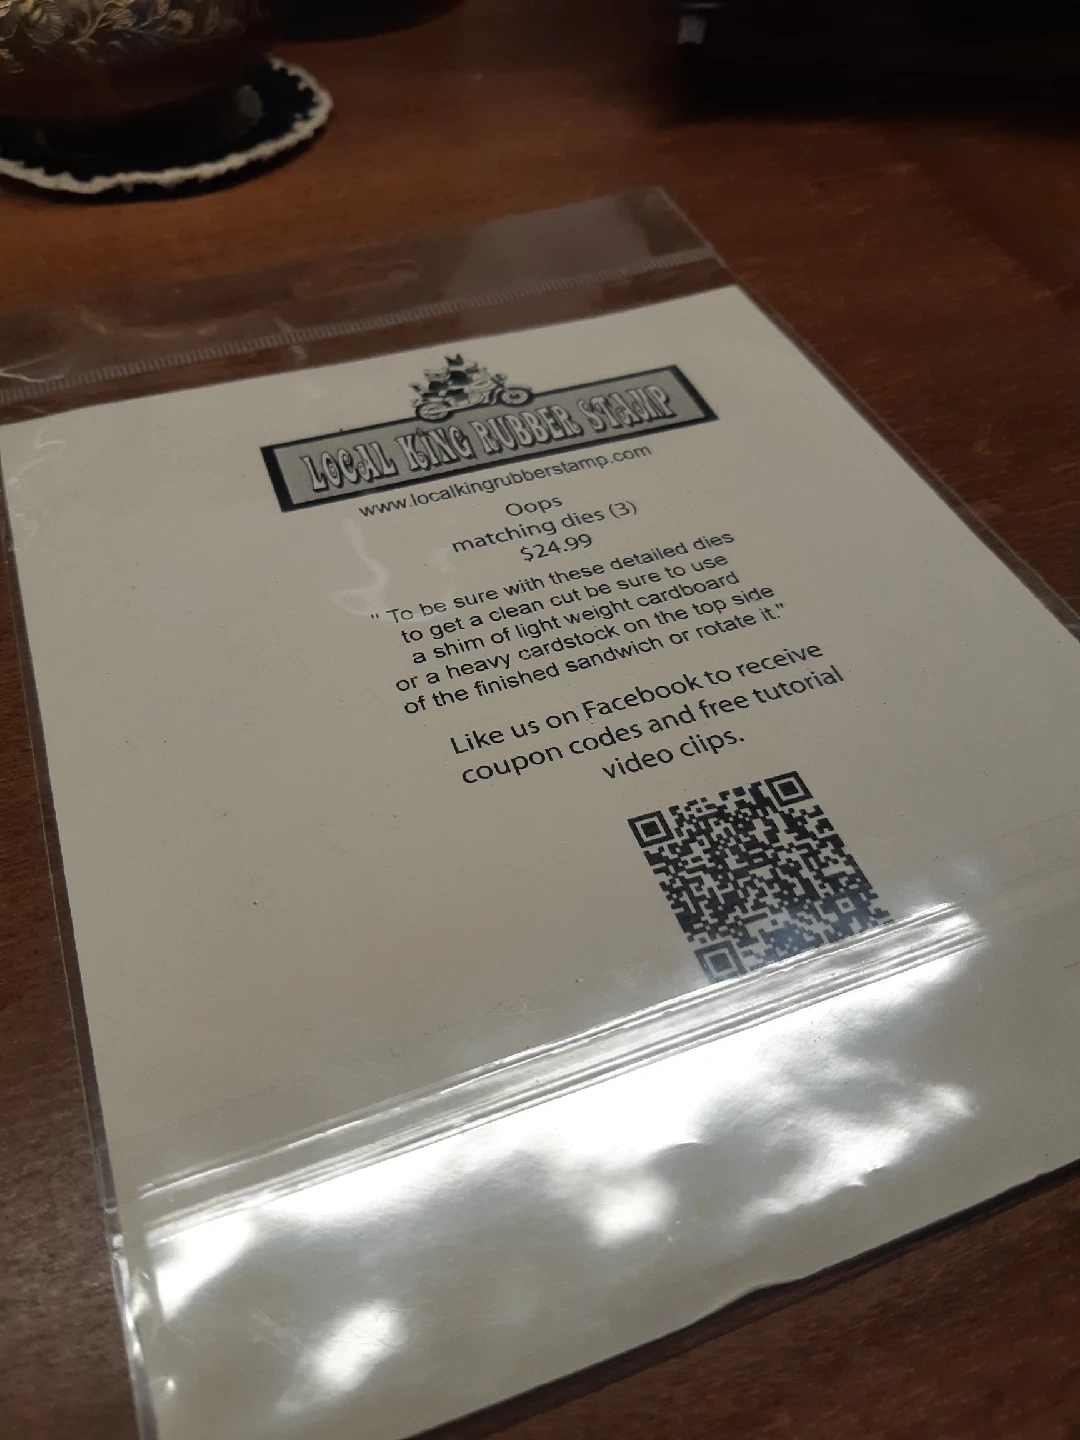 LOCAL KING RUBBER STAMP
www.localkingrubberstamp.com
Oops
matching dies (3)
$24.99
" To be sure with these detailed dies
to get a clean cut be sure to use
a shim of light weight cardboard
or a heavy cardstock on the top side
of the finished sandwich or rotate it."
Like us on Facebook to receive
coupon codes and free tutorial
video clips.